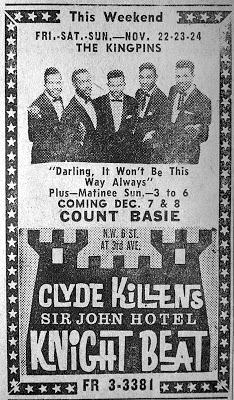 This Weekend
FRI.-SAT.-SUN.—NOV. 22-23-24
THE KINGPINS
"Darling, It Won't Be This
Way Always"
Plus—Matinee Sun.—3 to 6
COMING DEC. 7 & 8
COUNT BASIE
N.W. 6 ST.
AT 3rd AVE.
CLYDE KILLENS
SIR JOHN HOTEL
KNIGHT BEAT
FR 3-3381